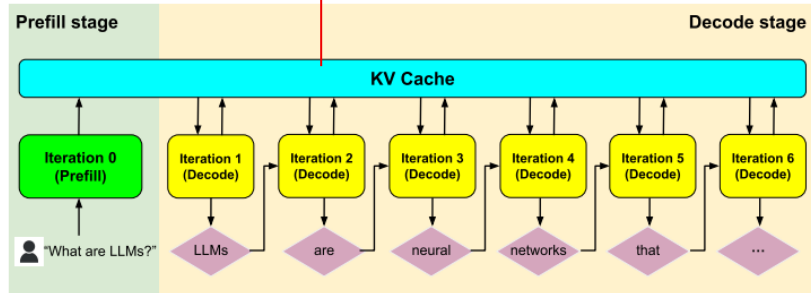 Prefill stage
Decode stage
KV Cache
Iteration 0
(Prefill)
Iteration 1
(Decode)
Iteration 2
(Decode)
Iteration 3
(Decode)
Iteration 4
(Decode)
Iteration 5
(Decode)
Iteration 6
(Decode)
"What are LLMs?"
LLMs
are
neural
networks
that
...